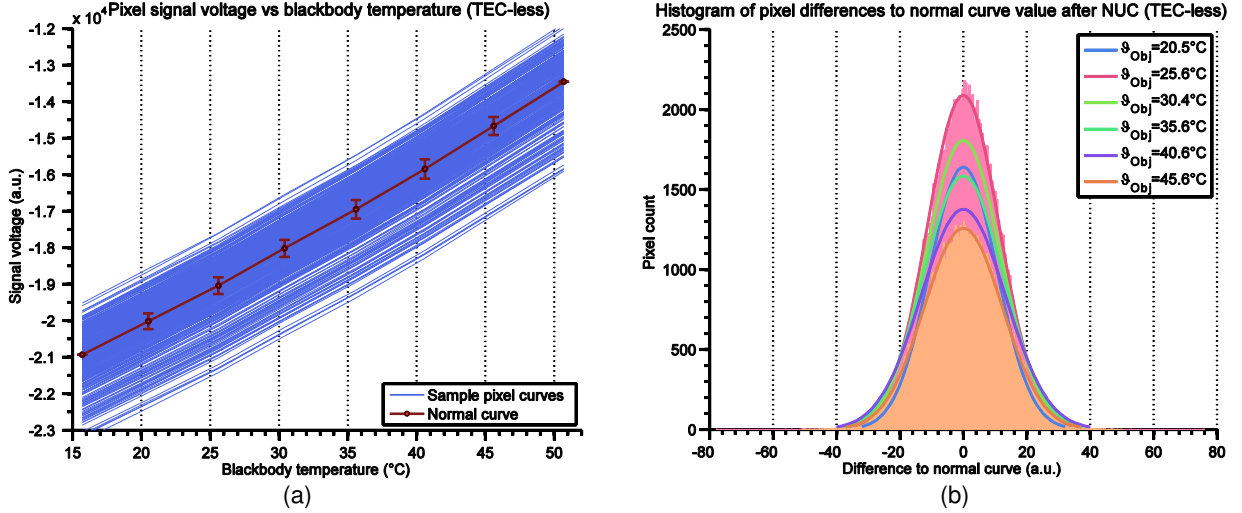 Pixel signal voltage vs blackbody temperature (TEC-less)
x 10⁴
-1.2
-1.3
-1.4
-1.5
-1.6
-1.7
-1.8
-1.9
-2
-2.1
-2.2
-2.3
Signal voltage (a.u.)
15 20 25 30 35 40 45 50
Blackbody temperature (°C)
Sample pixel curves
Normal curve
(a)
Histogram of pixel differences to normal curve value after NUC (TEC-less)
2500
2000
1500
1000
500
0
Pixel count
-80 -60 -40 -20 0 20 40 60 80
Difference to normal curve (a.u.)
ϑObj=20.5°C
ϑObj=25.6°C
ϑObj=30.4°C
ϑObj=35.6°C
ϑObj=40.6°C
ϑObj=45.6°C
(b)